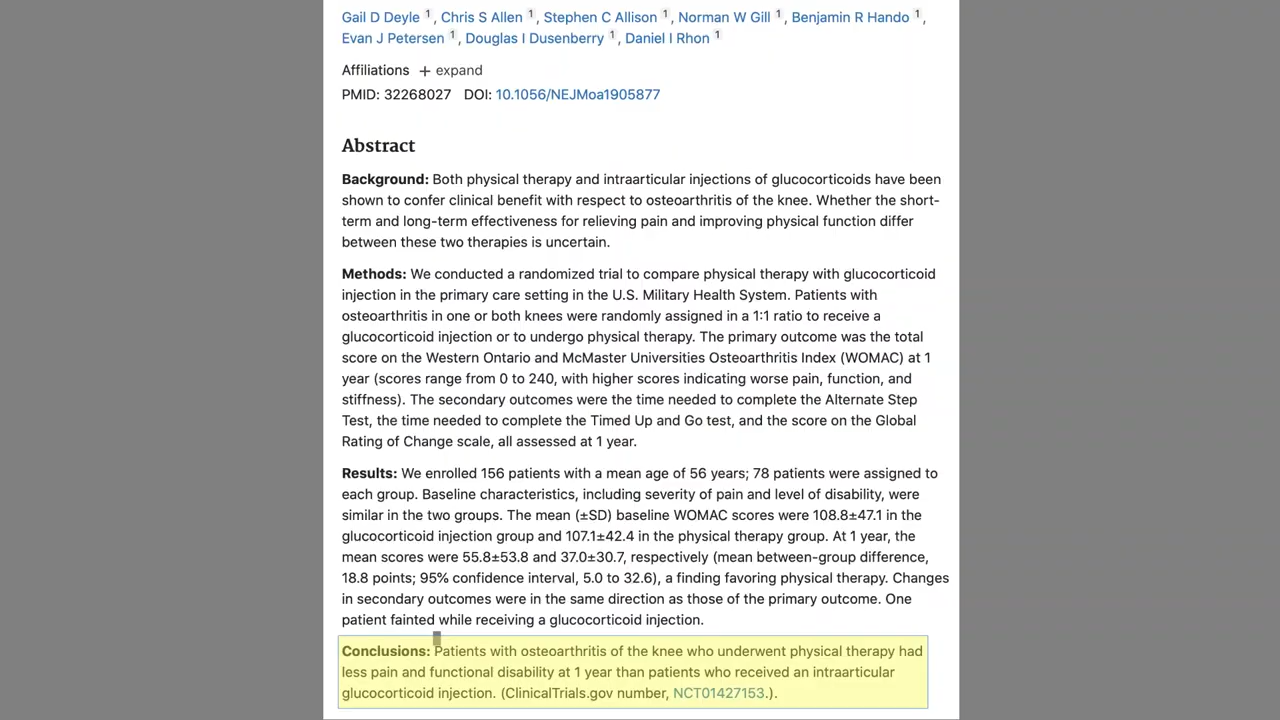 Gail D Deyle 1, Chris S Allen 1, Stephen C Allison 1, Norman W Gill 1, Benjamin R Hando 1,
Evan J Petersen 1, Douglas I Dusenberry 1, Daniel I Rhon 1
Affiliations + expand
PMID: 32268027 DOI: 10.1056/NEJMoa1905877
Abstract
Background: Both physical therapy and intraarticular injections of glucocorticoids have been
shown to confer clinical benefit with respect to osteoarthritis of the knee. Whether the short-
term and long-term effectiveness for relieving pain and improving physical function differ
between these two therapies is uncertain.
Methods: We conducted a randomized trial to compare physical therapy with glucocorticoid
injection in the primary care setting in the U.S. Military Health System. Patients with
osteoarthritis in one or both knees were randomly assigned in a 1:1 ratio to receive a
glucocorticoid injection or to undergo physical therapy. The primary outcome was the total
score on the Western Ontario and McMaster Universities Osteoarthritis Index (WOMAC) at 1
year (scores range from 0 to 240, with higher scores indicating worse pain, function, and
stiffness). The secondary outcomes were the time needed to complete the Alternate Step
Test, the time needed to complete the Timed Up and Go test, and the score on the Global
Rating of Change scale, all assessed at 1 year.
Results: We enrolled 156 patients with a mean age of 56 years; 78 patients were assigned to
each group. Baseline characteristics, including severity of pain and level of disability, were
similar in the two groups. The mean (±SD) baseline WOMAC scores were 108.8±47.1 in the
glucocorticoid injection group and 107.1±42.4 in the physical therapy group. At 1 year, the
mean scores were 55.8±53.8 and 37.0±30.7, respectively (mean between-group difference,
18.8 points; 95% confidence interval, 5.0 to 32.6), a finding favoring physical therapy. Changes
in secondary outcomes were in the same direction as those of the primary outcome. One
patient fainted while receiving a glucocorticoid injection.
Conclusions: Patients with osteoarthritis of the knee who underwent physical therapy had
less pain and functional disability at 1 year than patients who received an intraarticular
glucocorticoid injection. (ClinicalTrials.gov number, NCT01427153.).